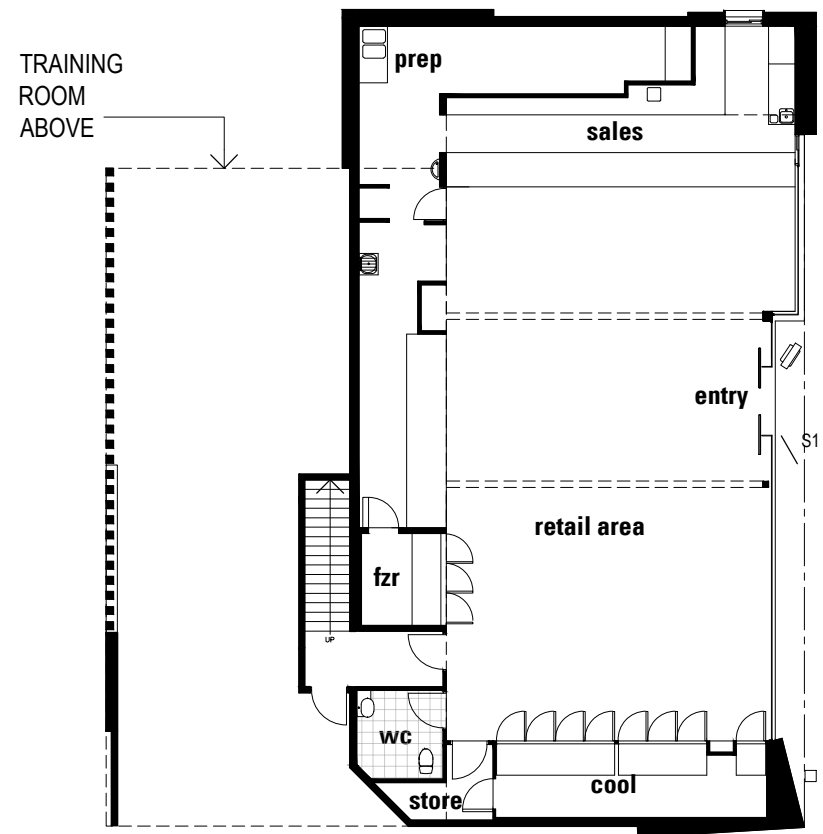 TRAINING
ROOM
ABOVE
prep
sales
entry
S1
retail area
fzr
UP
wc
store
cool